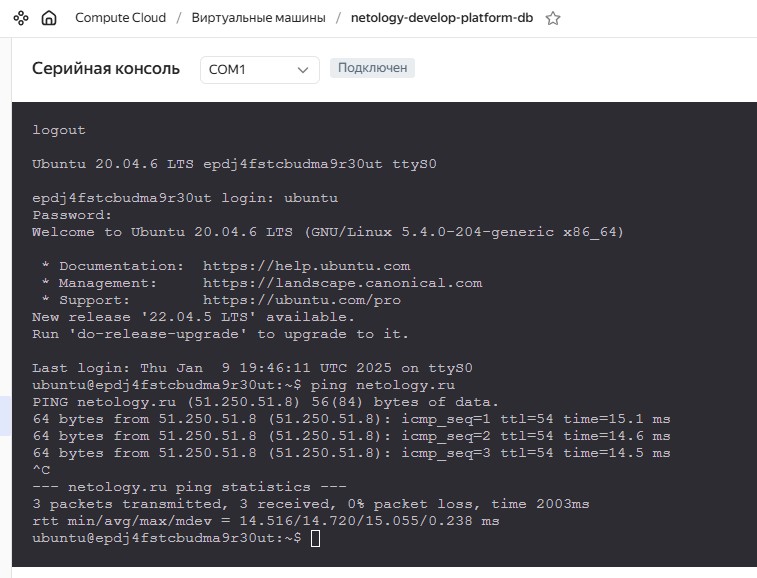 Compute Cloud / Виртуальные машины / netology-develop-platform-db
Серийная консоль COM1 Подключен
logout
Ubuntu 20.04.6 LTS epdj4fstcbudma9r30ut ttyS0
epdj4fstcbudma9r30ut login: ubuntu
Password:
Welcome to Ubuntu 20.04.6 LTS (GNU/Linux 5.4.0-204-generic x86_64)
* Documentation:  https://help.ubuntu.com
* Management:     https://landscape.canonical.com
* Support:        https://ubuntu.com/pro
New release '22.04.5 LTS' available.
Run 'do-release-upgrade' to upgrade to it.
Last login: Thu Jan  9 19:46:11 UTC 2025 on ttyS0
ubuntu@epdj4fstcbudma9r30ut:~$ ping netology.ru
PING netology.ru (51.250.51.8) 56(84) bytes of data.
64 bytes from 51.250.51.8 (51.250.51.8): icmp_seq=1 ttl=54 time=15.1 ms
64 bytes from 51.250.51.8 (51.250.51.8): icmp_seq=2 ttl=54 time=14.6 ms
64 bytes from 51.250.51.8 (51.250.51.8): icmp_seq=3 ttl=54 time=14.5 ms
^C
--- netology.ru ping statistics ---
3 packets transmitted, 3 received, 0% packet loss, time 2003ms
rtt min/avg/max/mdev = 14.516/14.720/15.055/0.238 ms
ubuntu@epdj4fstcbudma9r30ut:~$